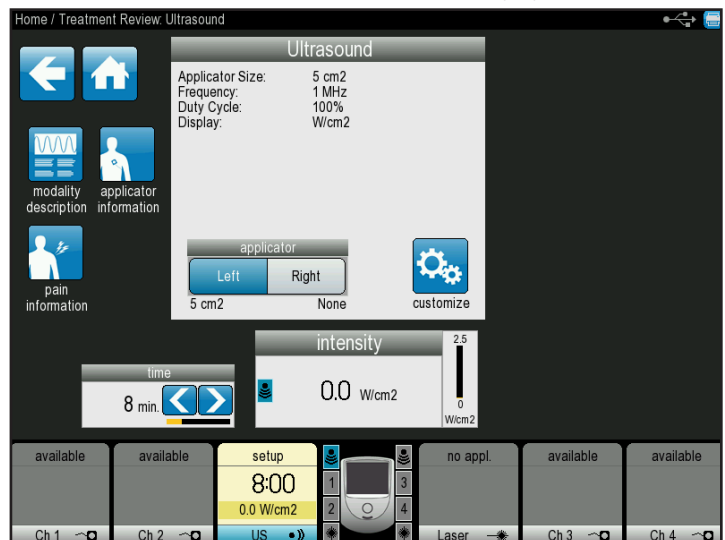 Home / Treatment Review: Ultrasound
Ultrasound
Applicator Size: 5 cm2
Frequency: 1 MHz
Duty Cycle: 100%
Display: W/cm2
modality description
applicator information
pain information
applicator
Left Right
5 cm2 None
customize
intensity
0.0 W/cm2
2.5
0
W/cm2
time
8 min.
available
Ch 1
available
Ch 2
setup
8:00
0.0 W/cm2
US
1 3
2 4
no appl.
Laser
available
Ch 3
available
Ch 4